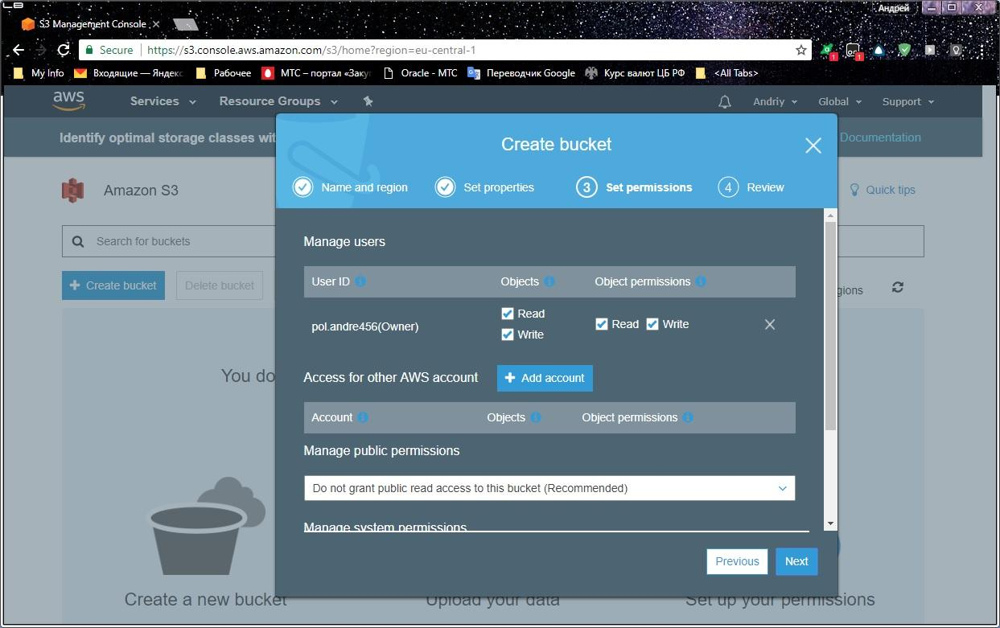 Андрей
S3 Management Console
Secure https://s3.console.aws.amazon.com/s3/home?region=eu-central-1
1 1
My Info Входящие — Яндекс Рабочее МТС – портал «Заку Oracle - МТС Переводчик Google Курс валют ЦБ РФ <All Tabs>
aws Services Resource Groups Andriy Global Support
Identify optimal storage classes wit Documentation
Create bucket
Name and region Set properties 3 Set permissions 4 Review
Amazon S3 Quick tips
Manage users
Search for buckets
User ID Objects Object permissions
Create bucket Delete bucket gions
Read
pol.andre456(Owner) Read Write
Write
You do
Access for other AWS account Add account
Account Objects Object permissions
Manage public permissions
Do not grant public read access to this bucket (Recommended)
Manage system permissions
Previous Next
Create a new bucket Upload your data Set up your permissions